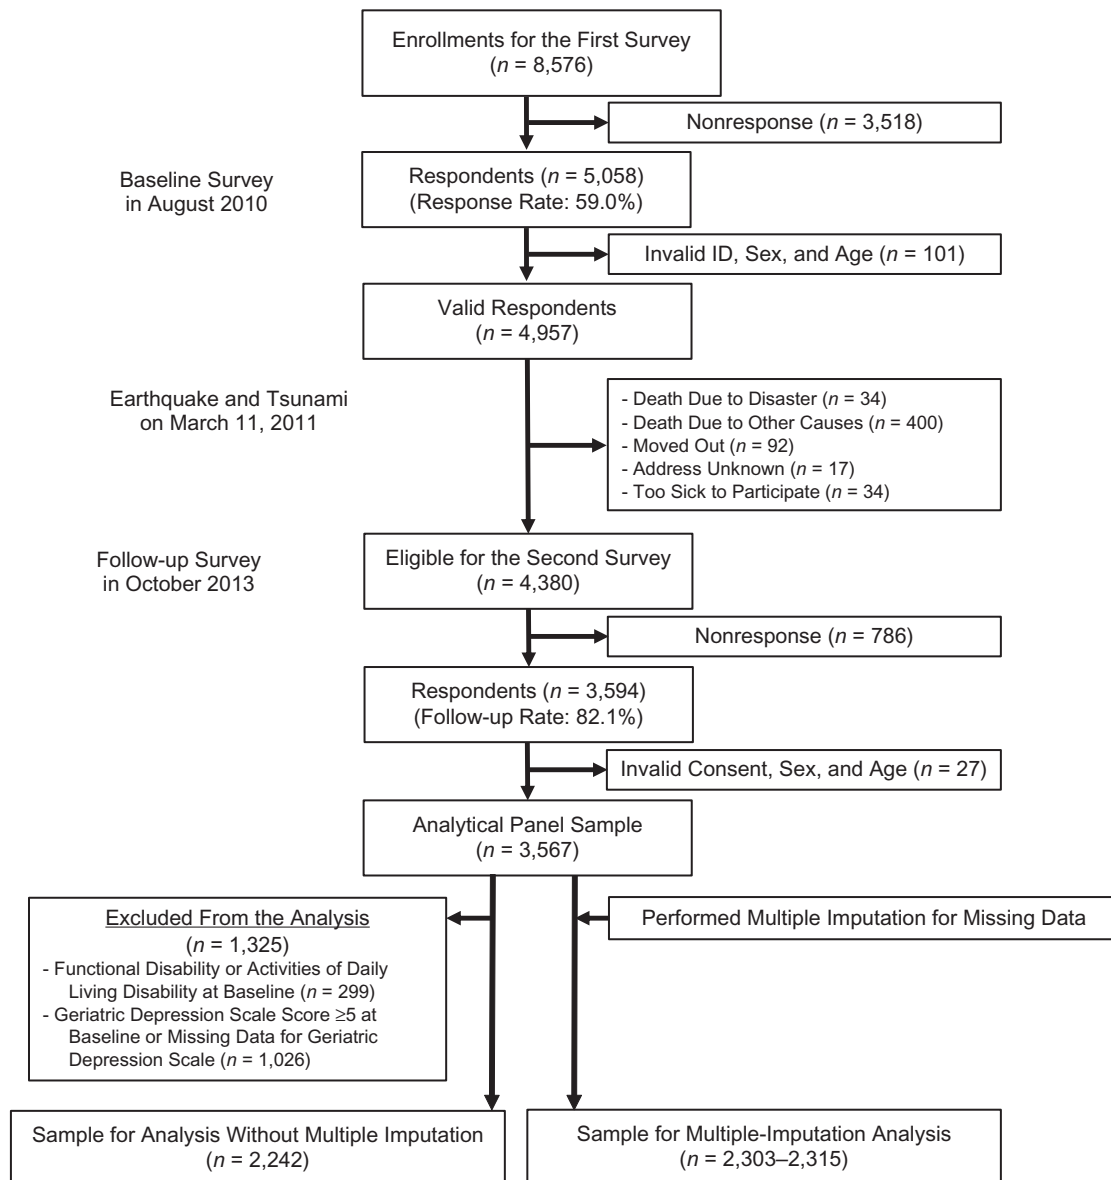 Enrollments for the First Survey
(n = 8,576)
Nonresponse (n = 3,518)
Baseline Survey
in August 2010
Respondents (n = 5,058)
(Response Rate: 59.0%)
Invalid ID, Sex, and Age (n = 101)
Valid Respondents
(n = 4,957)
Earthquake and Tsunami
on March 11, 2011
- Death Due to Disaster (n = 34)
- Death Due to Other Causes (n = 400)
- Moved Out (n = 92)
- Address Unknown (n = 17)
- Too Sick to Participate (n = 34)
Follow-up Survey
in October 2013
Eligible for the Second Survey
(n = 4,380)
Nonresponse (n = 786)
Respondents (n = 3,594)
(Follow-up Rate: 82.1%)
Invalid Consent, Sex, and Age (n = 27)
Analytical Panel Sample
(n = 3,567)
Excluded From the Analysis
(n = 1,325)
- Functional Disability or Activities of Daily
Living Disability at Baseline (n = 299)
- Geriatric Depression Scale Score ≥5 at
Baseline or Missing Data for Geriatric
Depression Scale (n = 1,026)
Performed Multiple Imputation for Missing Data
Sample for Analysis Without Multiple Imputation
(n = 2,242)
Sample for Multiple-Imputation Analysis
(n = 2,303–2,315)